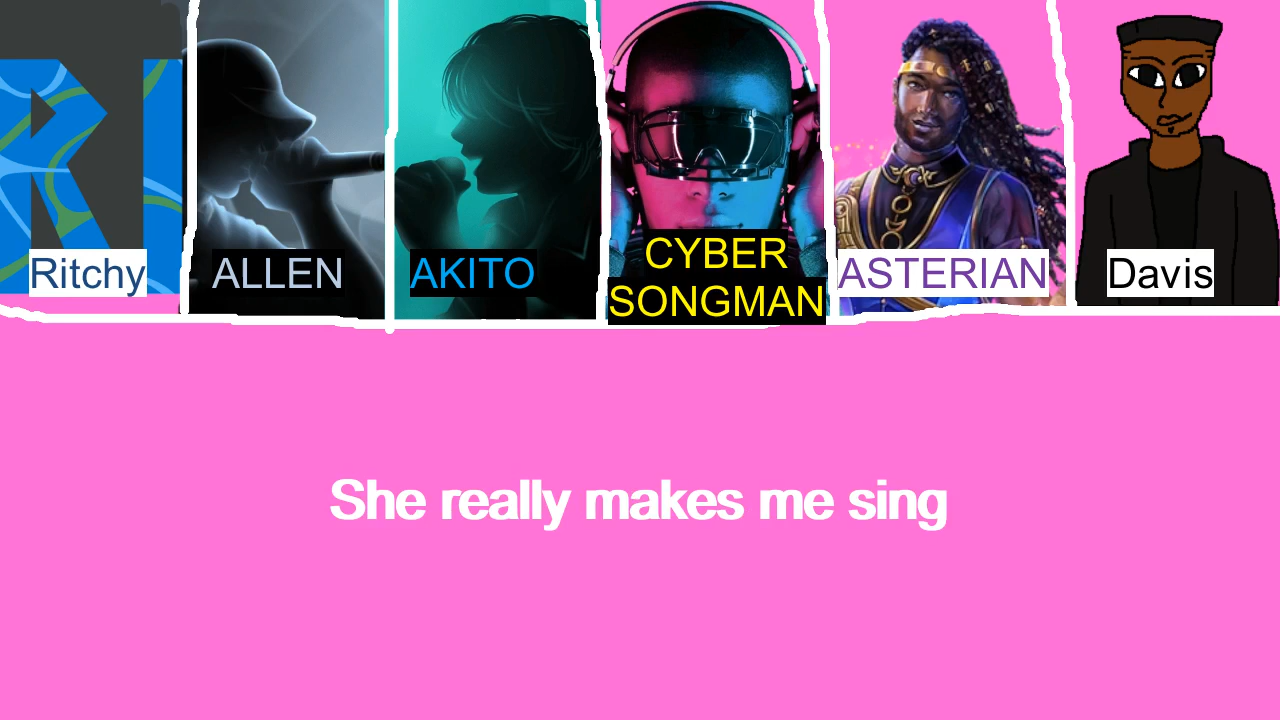 Ritchy
ALLEN
AKITO
CYBER
SONGMAN
ASTERIAN
Davis
She really makes me sing